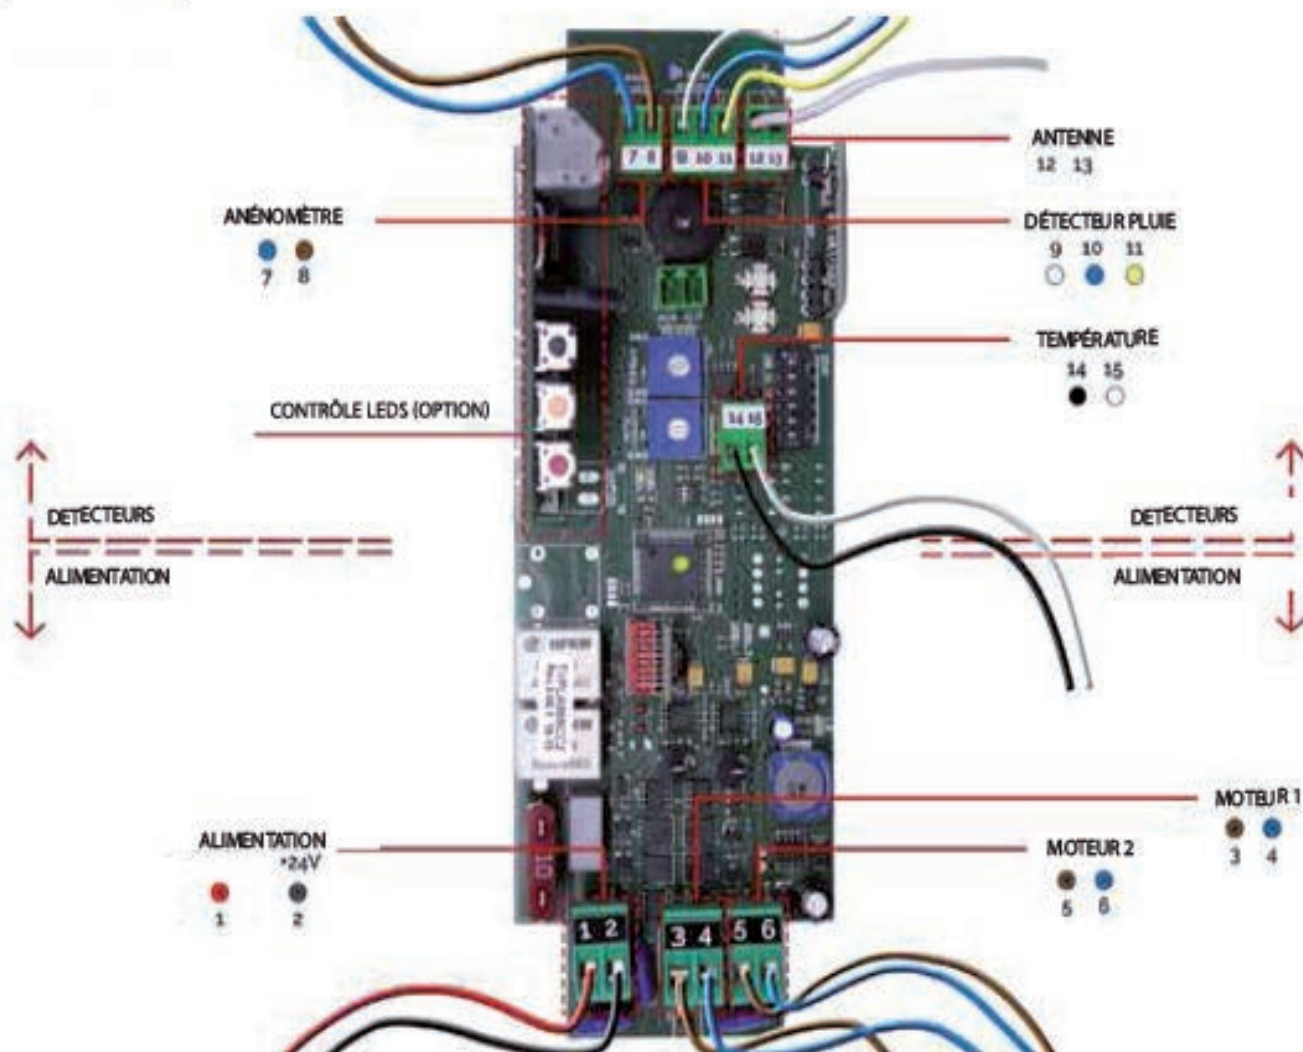 7 8
9 10 11
12 13
ANTENNE
12 13
ANÉNOMÈTRE
7 8
DÉTECTEUR PLUIE
9 10 11
TEMPÉRATURE
14 15
14 15
CONTRÔLE LEDS (OPTION)
DETECTEURS
ALIMENTATION
DETECTEURS
ALIMENTATION
MOTEUR 1
3 4
ALIMENTATION
+24V
1 2
MOTEUR 2
5 6
1 2
3 4
5 6